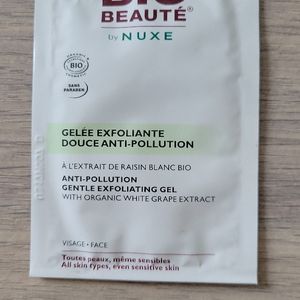 BIO
BEAUTÉ®
by NUXE
BIO
SANS
PARABEN
GELÉE EXFOLIANTE
DOUCE ANTI-POLLUTION
À L'EXTRAIT DE RAISIN BLANC BIO
ANTI-POLLUTION
GENTLE EXFOLIATING GEL
WITH ORGANIC WHITE GRAPE EXTRACT
VISAGE • FACE
Toutes peaux, même sensibles
All skin types, even sensitive skin